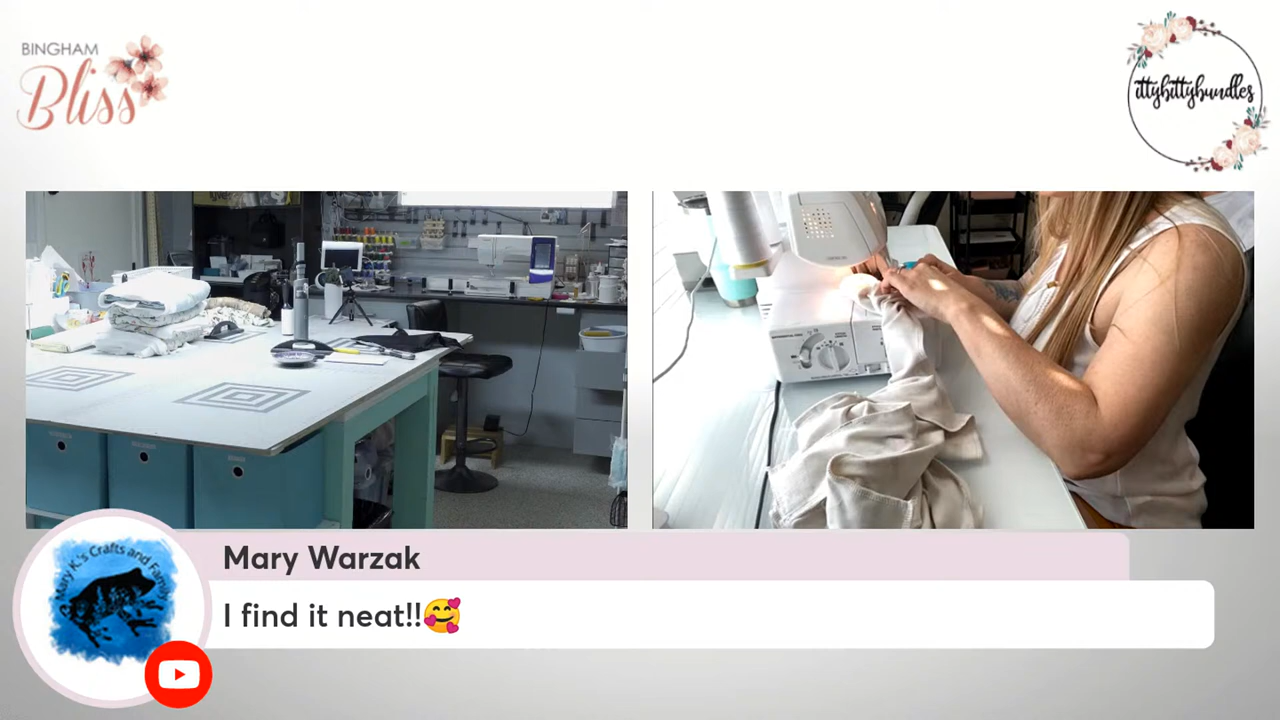 BINGHAM
Bliss
ittybittybundles
Mary K.'s Crafts and Family
Mary Warzak
I find it neat!!🥰